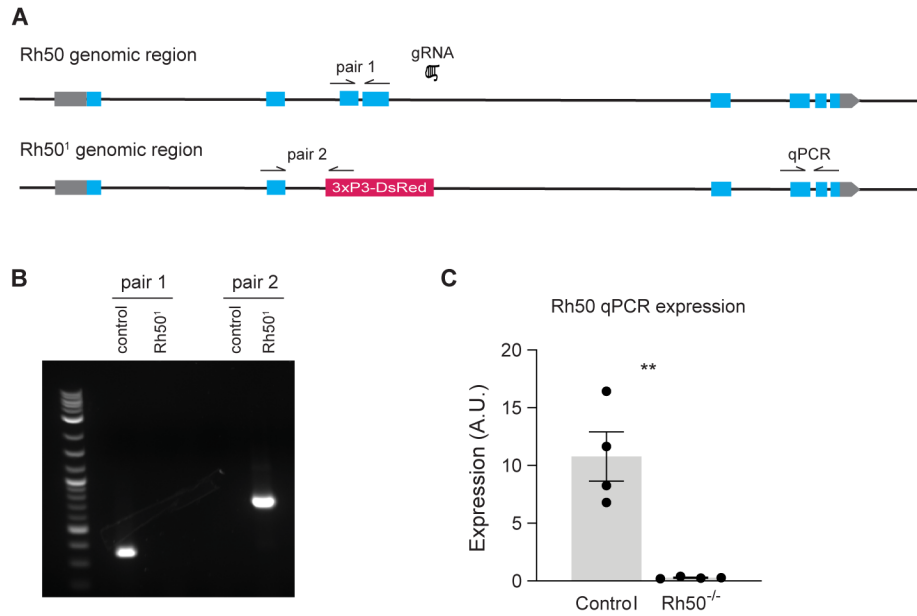 A
Rh50 genomic region
gRNA
pair 1
Rh50¹ genomic region
pair 2
qPCR
3xP3-DsRed
B
pair 1
pair 2
control
Rh50¹
control
Rh50¹
C
Rh50 qPCR expression
**
Expression (A.U.)
20
15
10
5
0
Control
Rh50⁻/⁻